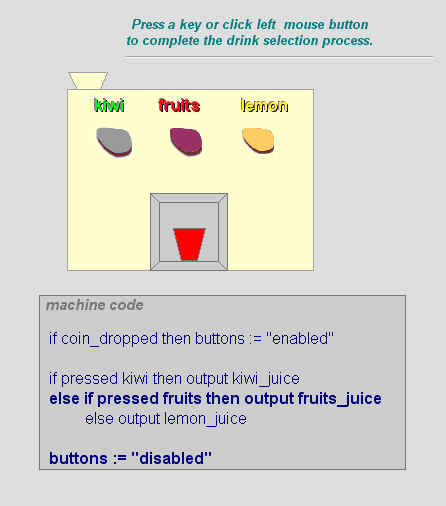 Press a key or click left mouse button
to complete the drink selection process.
kiwi fruits lemon
machine code
if coin_dropped then buttons := "enabled"
if pressed kiwi then output kiwi_juice
else if pressed fruits then output fruits_juice
else output lemon_juice
buttons := "disabled"